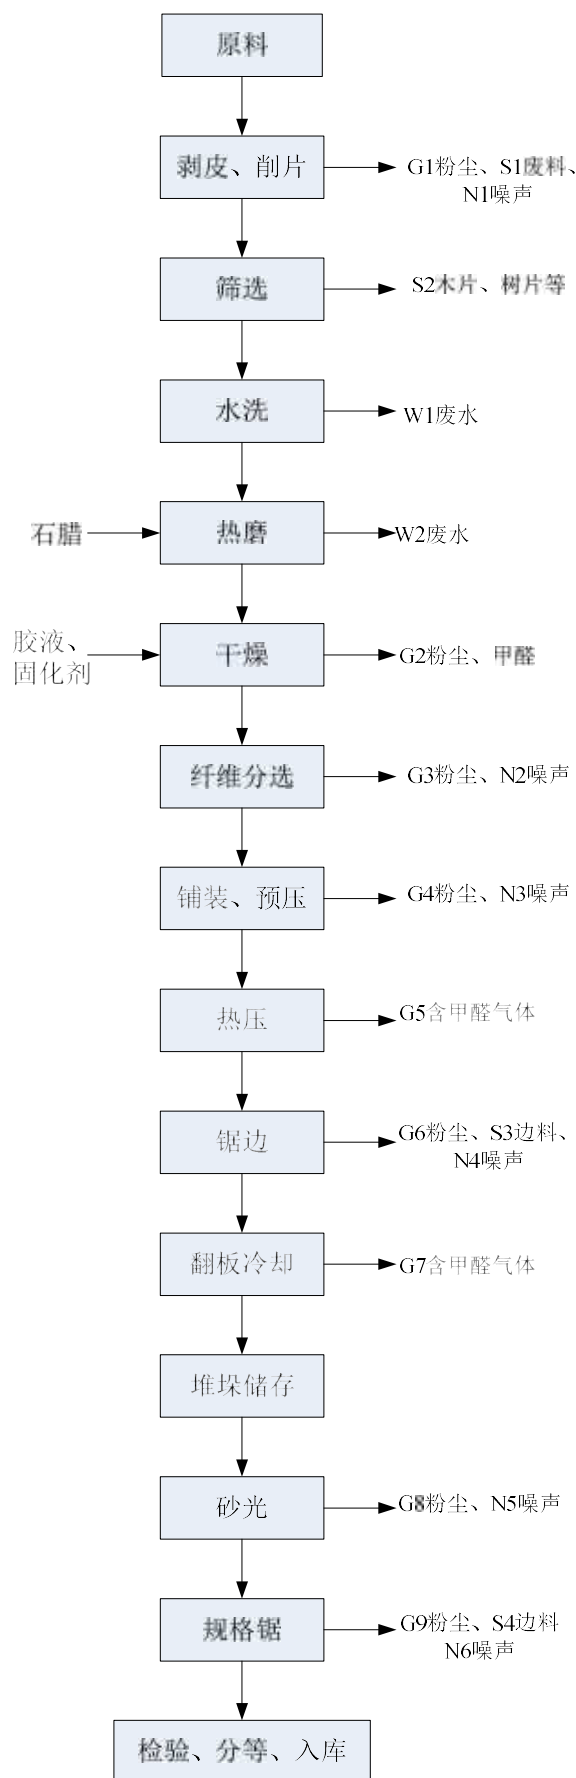 原料
剥皮、削片
G1粉尘、S1废料、
N1噪声
筛选
S2木片、树片等
水洗
W1废水
石腊
热磨
W2废水
胶液、
固化剂
干燥
G2粉尘、甲醛
纤维分选
G3粉尘、N2噪声
铺装、预压
G4粉尘、N3噪声
热压
G5含甲醛气体
锯边
G6粉尘、S3边料、
N4噪声
翻板冷却
G7含甲醛气体
堆垛储存
砂光
G8粉尘、N5噪声
规格锯
G9粉尘、S4边料
N6噪声
检验、分等、入库